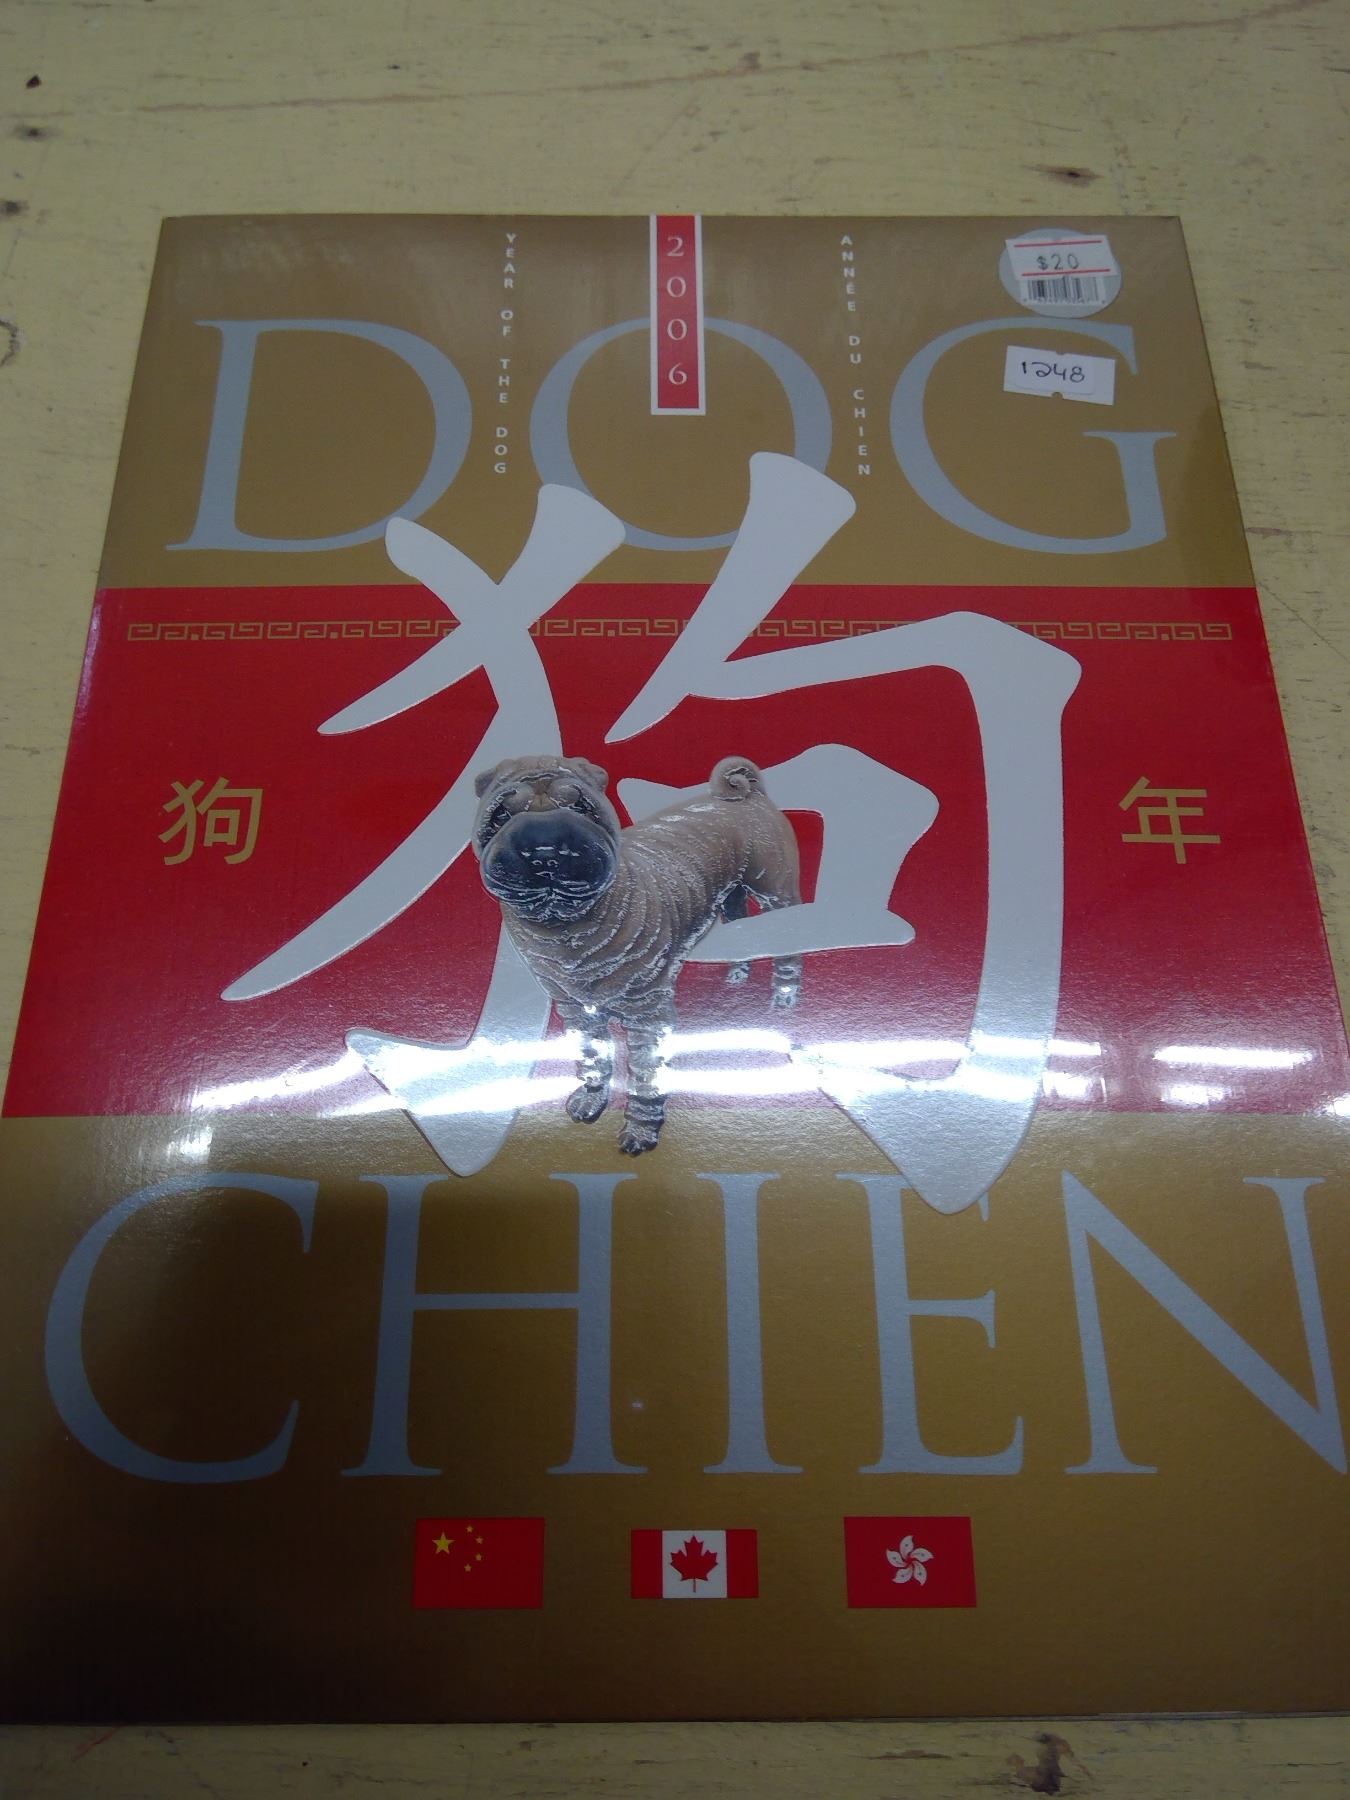 2006
YEAR OF THE DOG
ANNÉE DU CHIEN
$20
1248
DOG
狗
狗
年
CHIEN